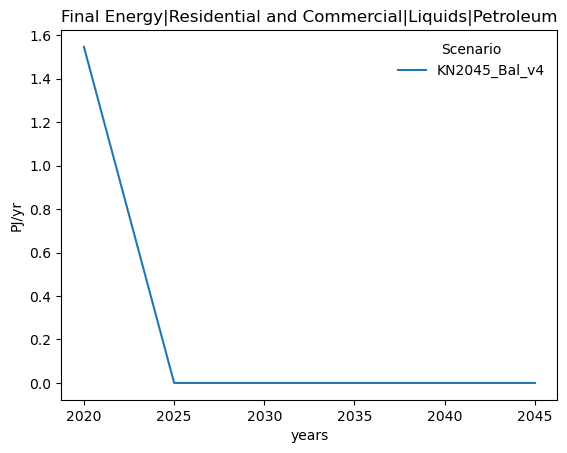 Final Energy|Residential and Commercial|Liquids|Petroleum
Scenario
KN2045_Bal_v4
1.6
1.4
1.2
1.0
0.8
0.6
0.4
0.2
0.0
PJ/yr
2020 2025 2030 2035 2040 2045
years